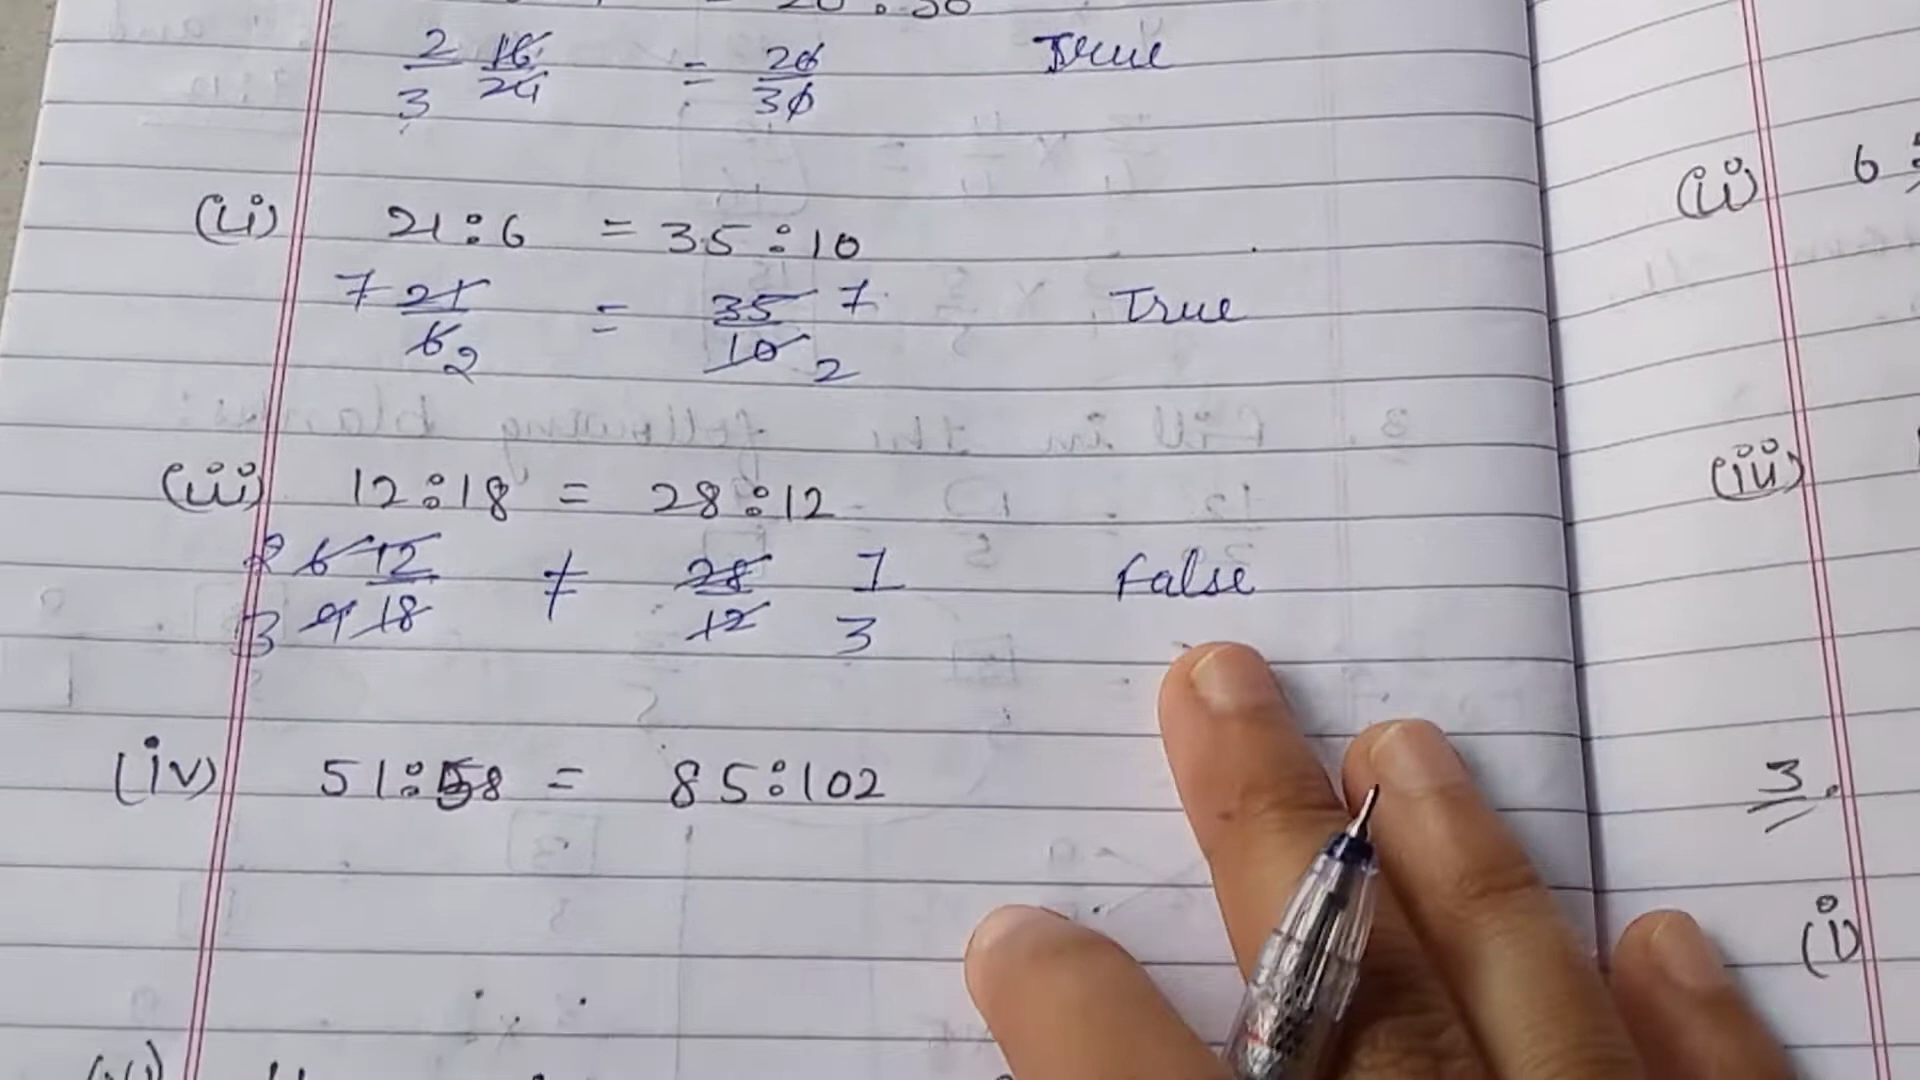 2 16 = 20 True
3 24 30
(ii) 21:6 = 35:10
7 21 = 35 7 True
6 2 10 2
(iii) 12:18 = 28:12
2 6 12 ≠ 28 7 False
3 9 18 12 3
(iv) 51:58 = 85:102
(ii) 6
(iii)
3.
(i)